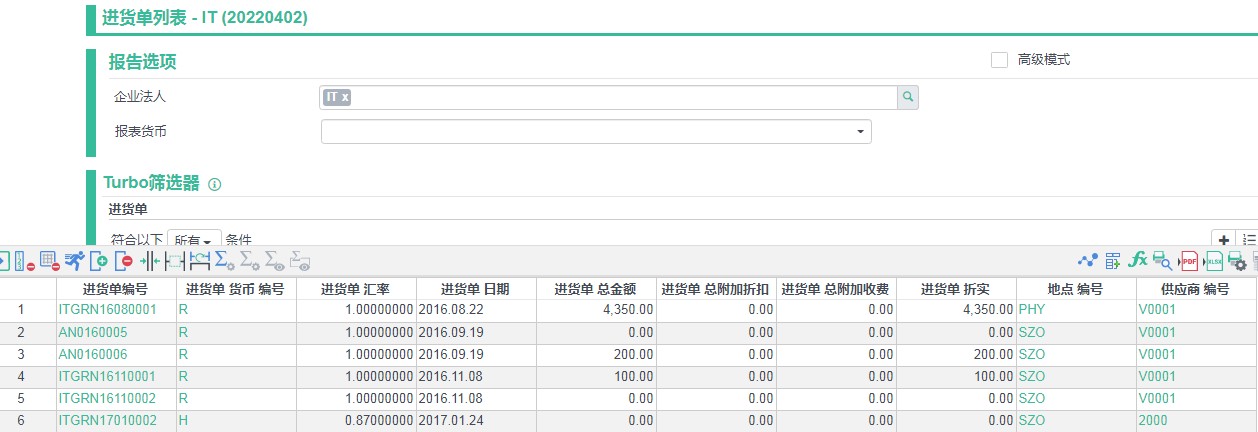 进货单列表 - IT (20220402)
报告选项 高级模式
企业法人 IT x
报表货币
Turbo筛选器
进货单
符合以下 所有 条件
fx PDF XLSX
进货单编号 进货单 货币 编号 进货单 汇率 进货单 日期 进货单 总金额 进货单 总附加折扣 进货单 总附加收费 进货单 折实 地点 编号 供应商 编号
1 ITGRN16080001 R 1.00000000 2016.08.22 4,350.00 0.00 0.00 4,350.00 PHY V0001
2 AN0160005 R 1.00000000 2016.09.19 0.00 0.00 0.00 0.00 SZO V0001
3 AN0160006 R 1.00000000 2016.09.19 200.00 0.00 0.00 200.00 SZO V0001
4 ITGRN16110001 R 1.00000000 2016.11.08 100.00 0.00 0.00 100.00 SZO V0001
5 ITGRN16110002 R 1.00000000 2016.11.08 0.00 0.00 0.00 0.00 SZO V0001
6 ITGRN17010002 H 0.87000000 2017.01.24 0.00 0.00 0.00 0.00 SZO 2000